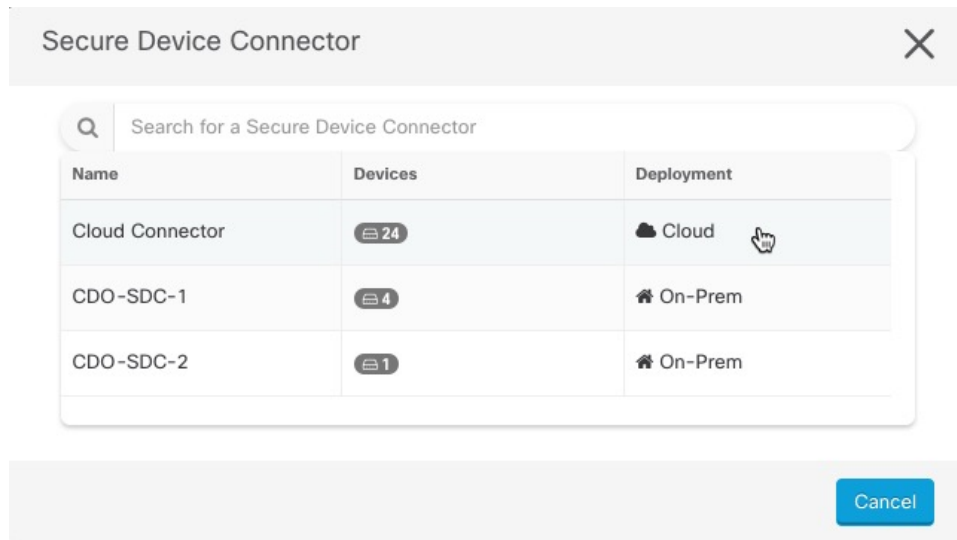 Secure Device Connector
Search for a Secure Device Connector
Name Devices Deployment
Cloud Connector 24 Cloud
CDO-SDC-1 4 On-Prem
CDO-SDC-2 1 On-Prem
Cancel